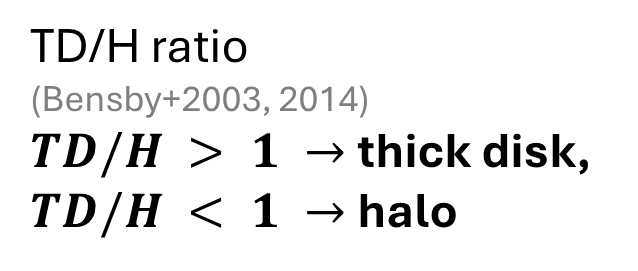 TD/H ratio
(Bensby+2003, 2014)
TD/H > 1 → thick disk,
TD/H < 1 → halo